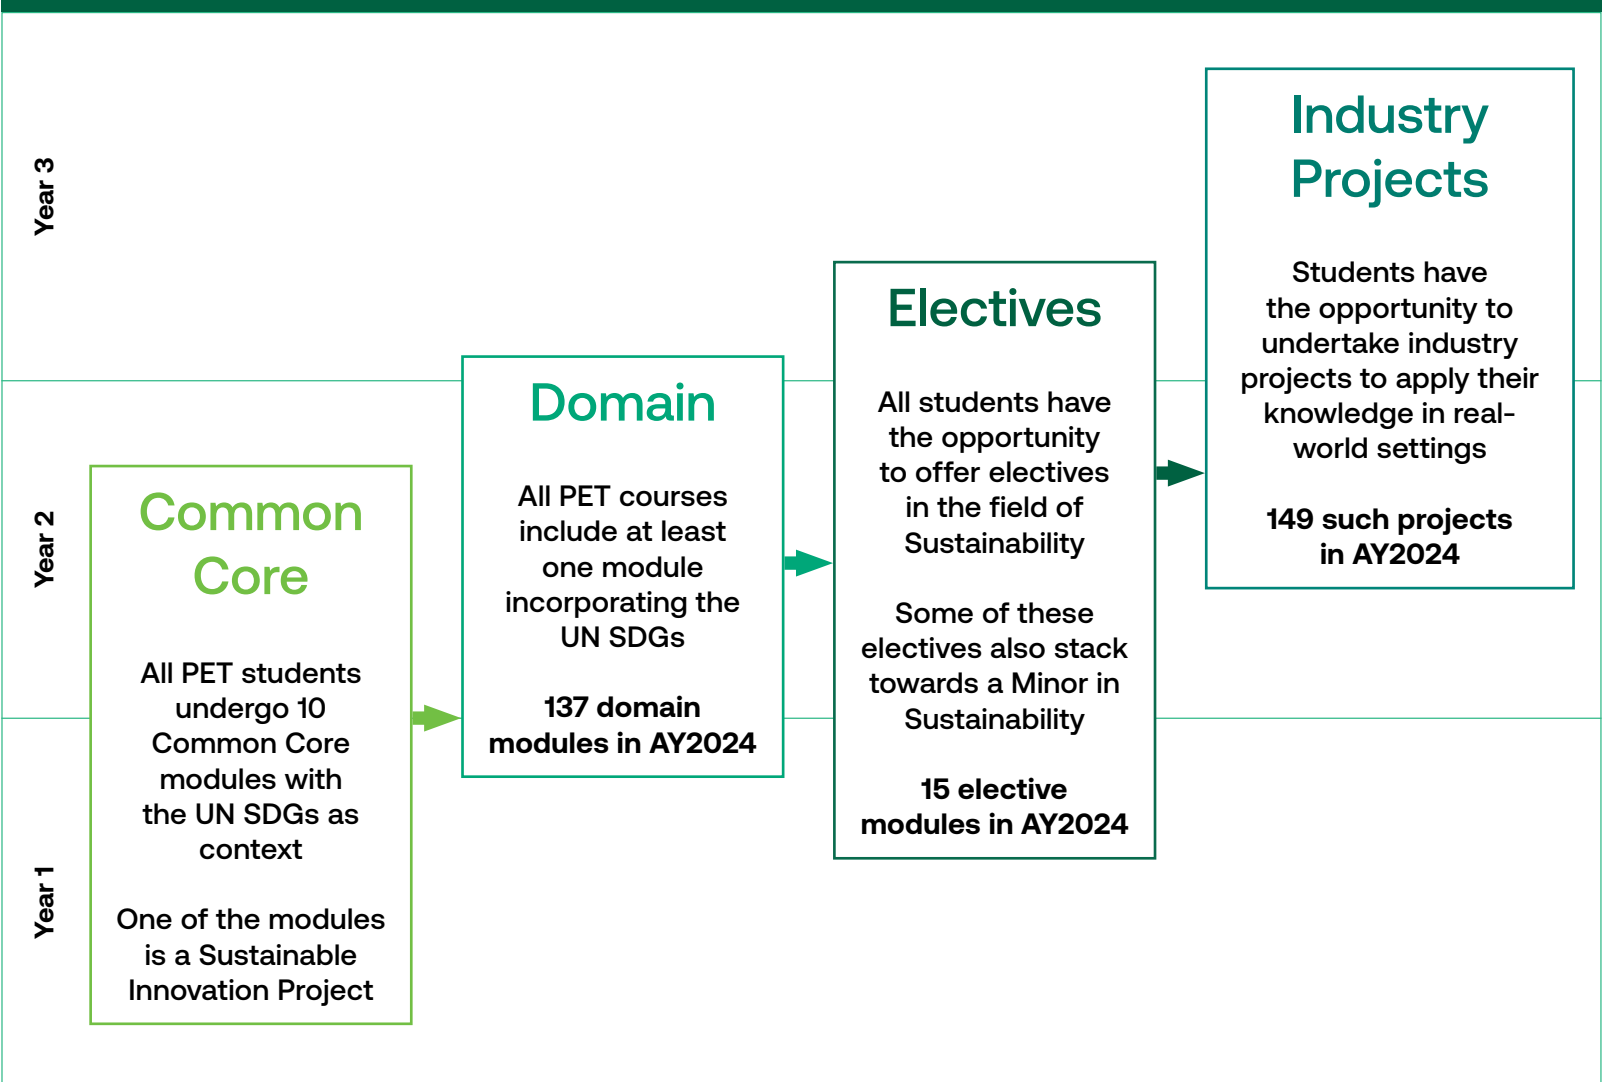 Year 3
Year 2
Year 1
Common
Core
All PET students
undergo 10
Common Core
modules with
the UN SDGs as
context
One of the modules
is a Sustainable
Innovation Project
Domain
All PET courses
include at least
one module
incorporating the
UN SDGs
137 domain
modules in AY2024
Electives
All students have
the opportunity
to offer electives
in the field of
Sustainability
Some of these
electives also stack
towards a Minor in
Sustainability
15 elective
modules in AY2024
Industry
Projects
Students have
the opportunity to
undertake industry
projects to apply their
knowledge in real-
world settings
149 such projects
in AY2024